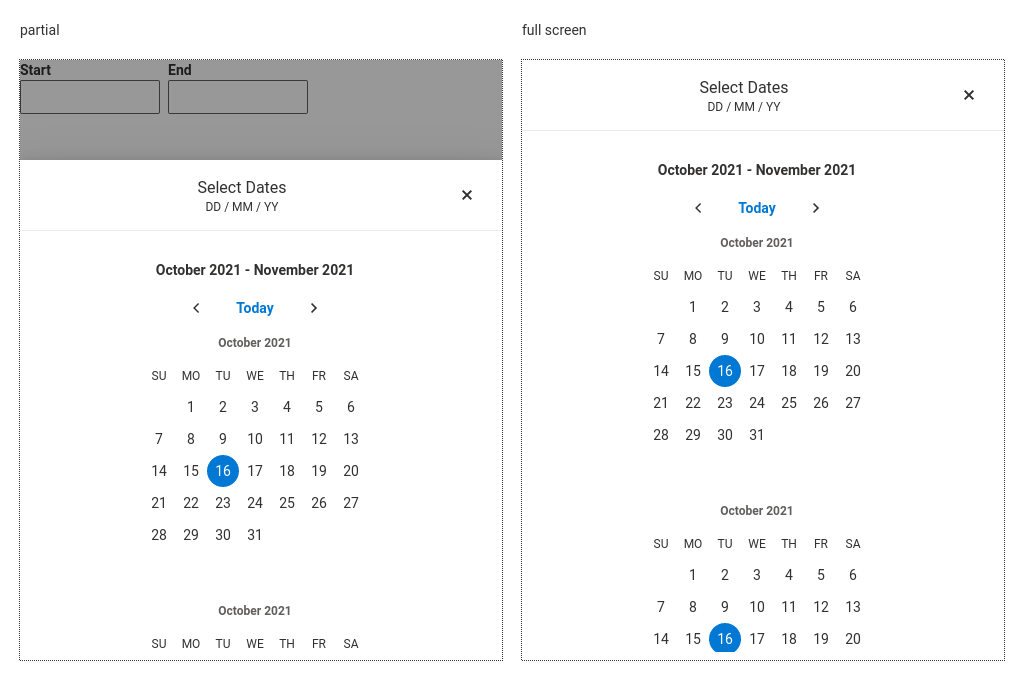 partial
Start End
Select Dates
DD / MM / YY
October 2021 - November 2021
Today
October 2021
SU MO TU WE TH FR SA
1 2 3 4 5 6
7 8 9 10 11 12 13
14 15 16 17 18 19 20
21 22 23 24 25 26 27
28 29 30 31
October 2021
SU MO TU WE TH FR SA
full screen
Select Dates
DD / MM / YY
October 2021 - November 2021
Today
October 2021
SU MO TU WE TH FR SA
1 2 3 4 5 6
7 8 9 10 11 12 13
14 15 16 17 18 19 20
21 22 23 24 25 26 27
28 29 30 31
October 2021
SU MO TU WE TH FR SA
1 2 3 4 5 6
7 8 9 10 11 12 13
14 15 16 17 18 19 20